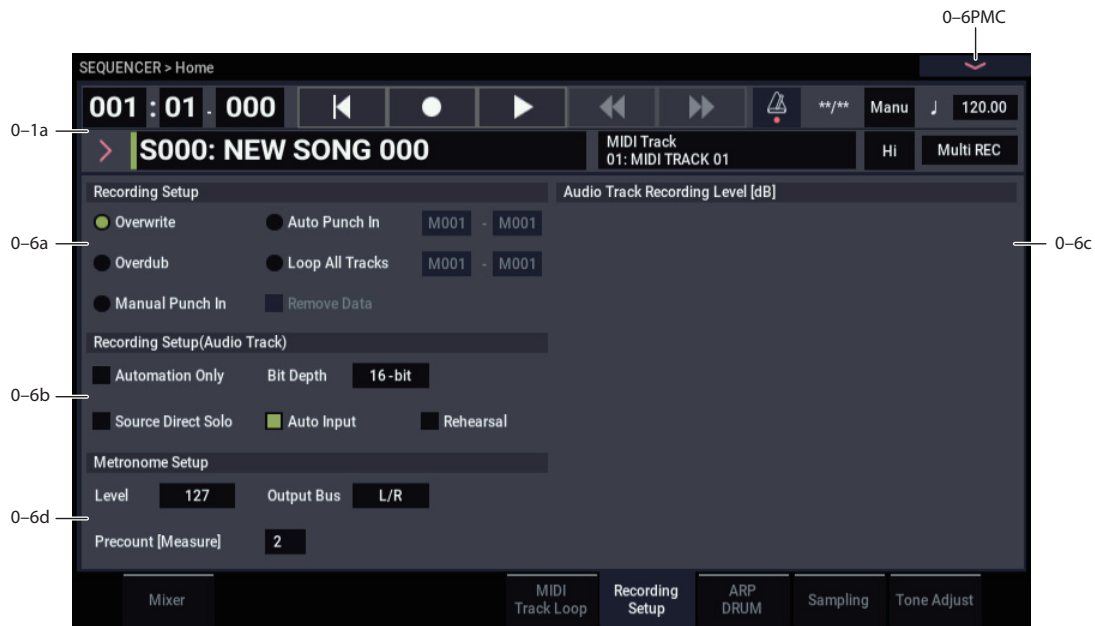 0–6PMC
SEQUENCER > Home
001 : 01 . 000 **/** Manu ♩ 120.00
0–1a
S000: NEW SONG 000
MIDI Track
01: MIDI TRACK 01
Hi
Multi REC
Recording Setup
Audio Track Recording Level [dB]
Overwrite Auto Punch In M001 - M001
0–6a
0–6c
Overdub Loop All Tracks M001 - M001
Manual Punch In Remove Data
Recording Setup(Audio Track)
Automation Only Bit Depth 16-bit
0–6b
Source Direct Solo Auto Input Rehearsal
Metronome Setup
Level 127 Output Bus L/R
0–6d
Precount [Measure] 2
Mixer
MIDI
Track Loop
Recording
Setup
ARP
DRUM
Sampling
Tone Adjust